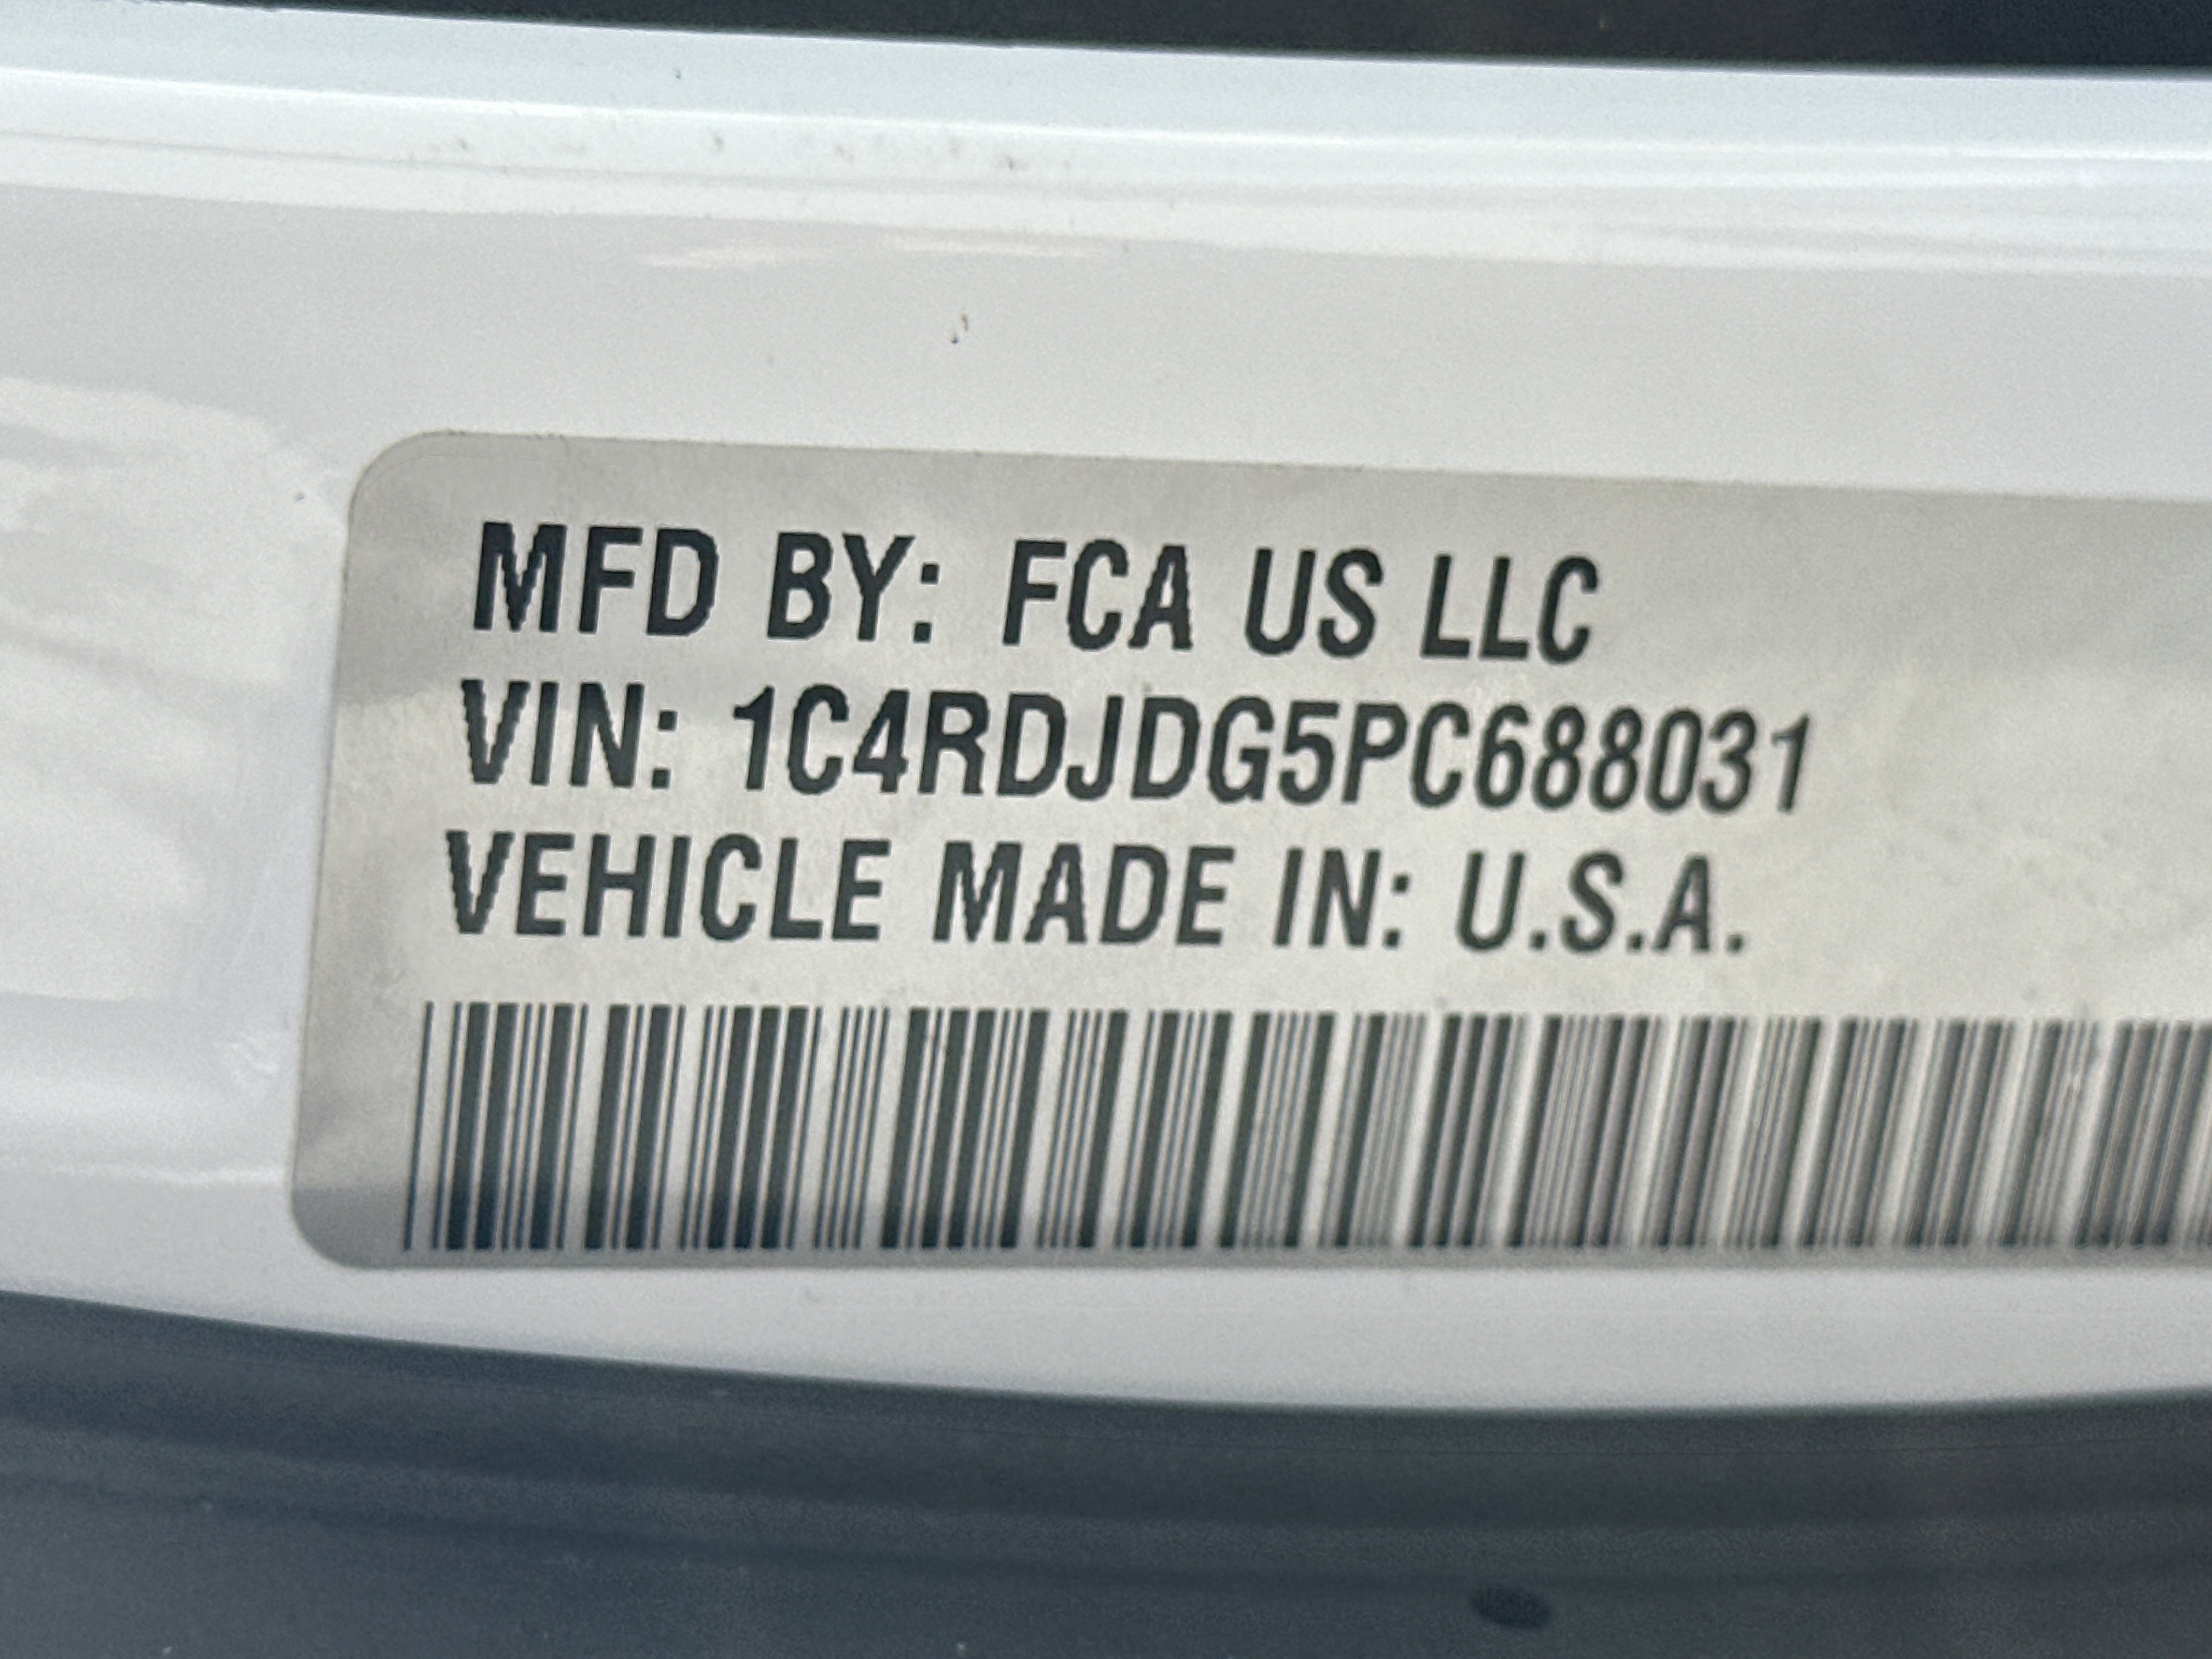 MFD BY: FCA US LLC
VIN: 1C4RDJDG5PC688031
VEHICLE MADE IN: U.S.A.